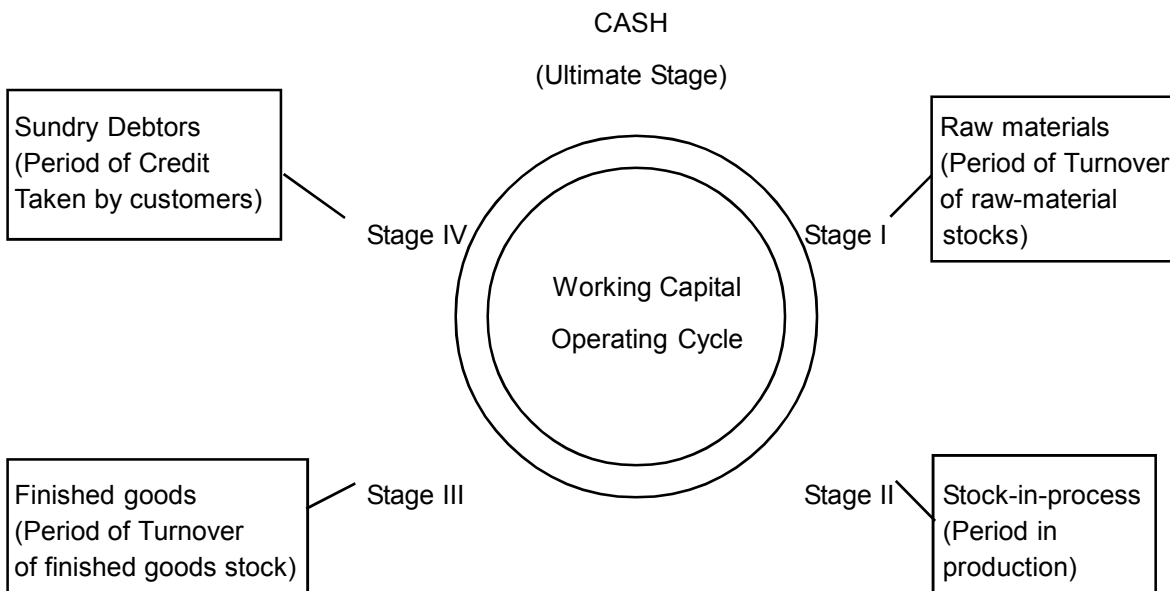 CASH
(Ultimate Stage)
Sundry Debtors
(Period of Credit
Taken by customers)
Raw materials
(Period of Turnover
of raw-material
stocks)
Stage IV
Stage I
Working Capital
Operating Cycle
Finished goods
(Period of Turnover
of finished goods stock)
Stage III
Stage II
Stock-in-process
(Period in
production)